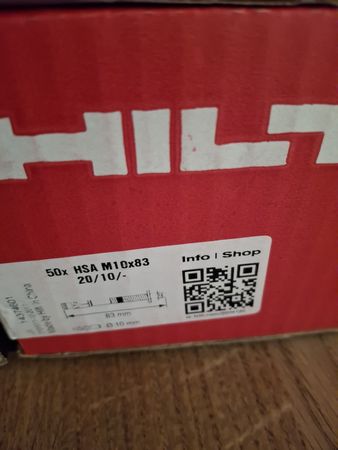 HILT
50x HSA M10x83
20/10/-
Info | Shop
83 mm
Ø 10 mm